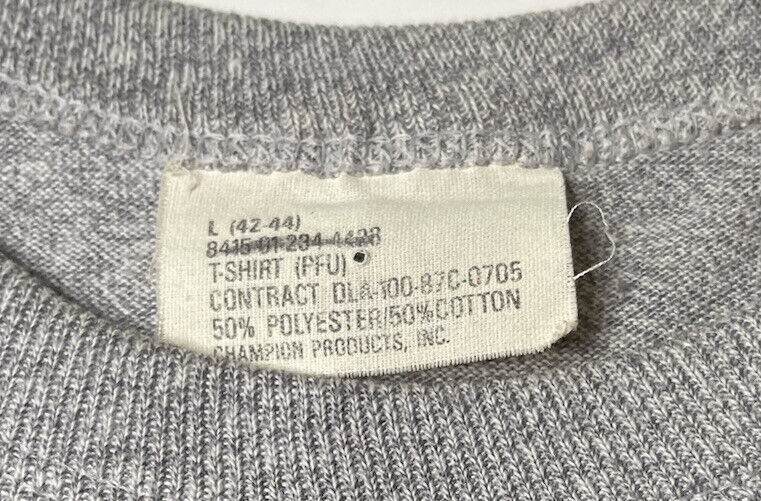 L (42-44)
8415-01-234-4428
T-SHIRT (PFU)
CONTRACT DLA-100-87C-0705
50% POLYESTER/50% COTTON
CHAMPION PRODUCTS, INC.